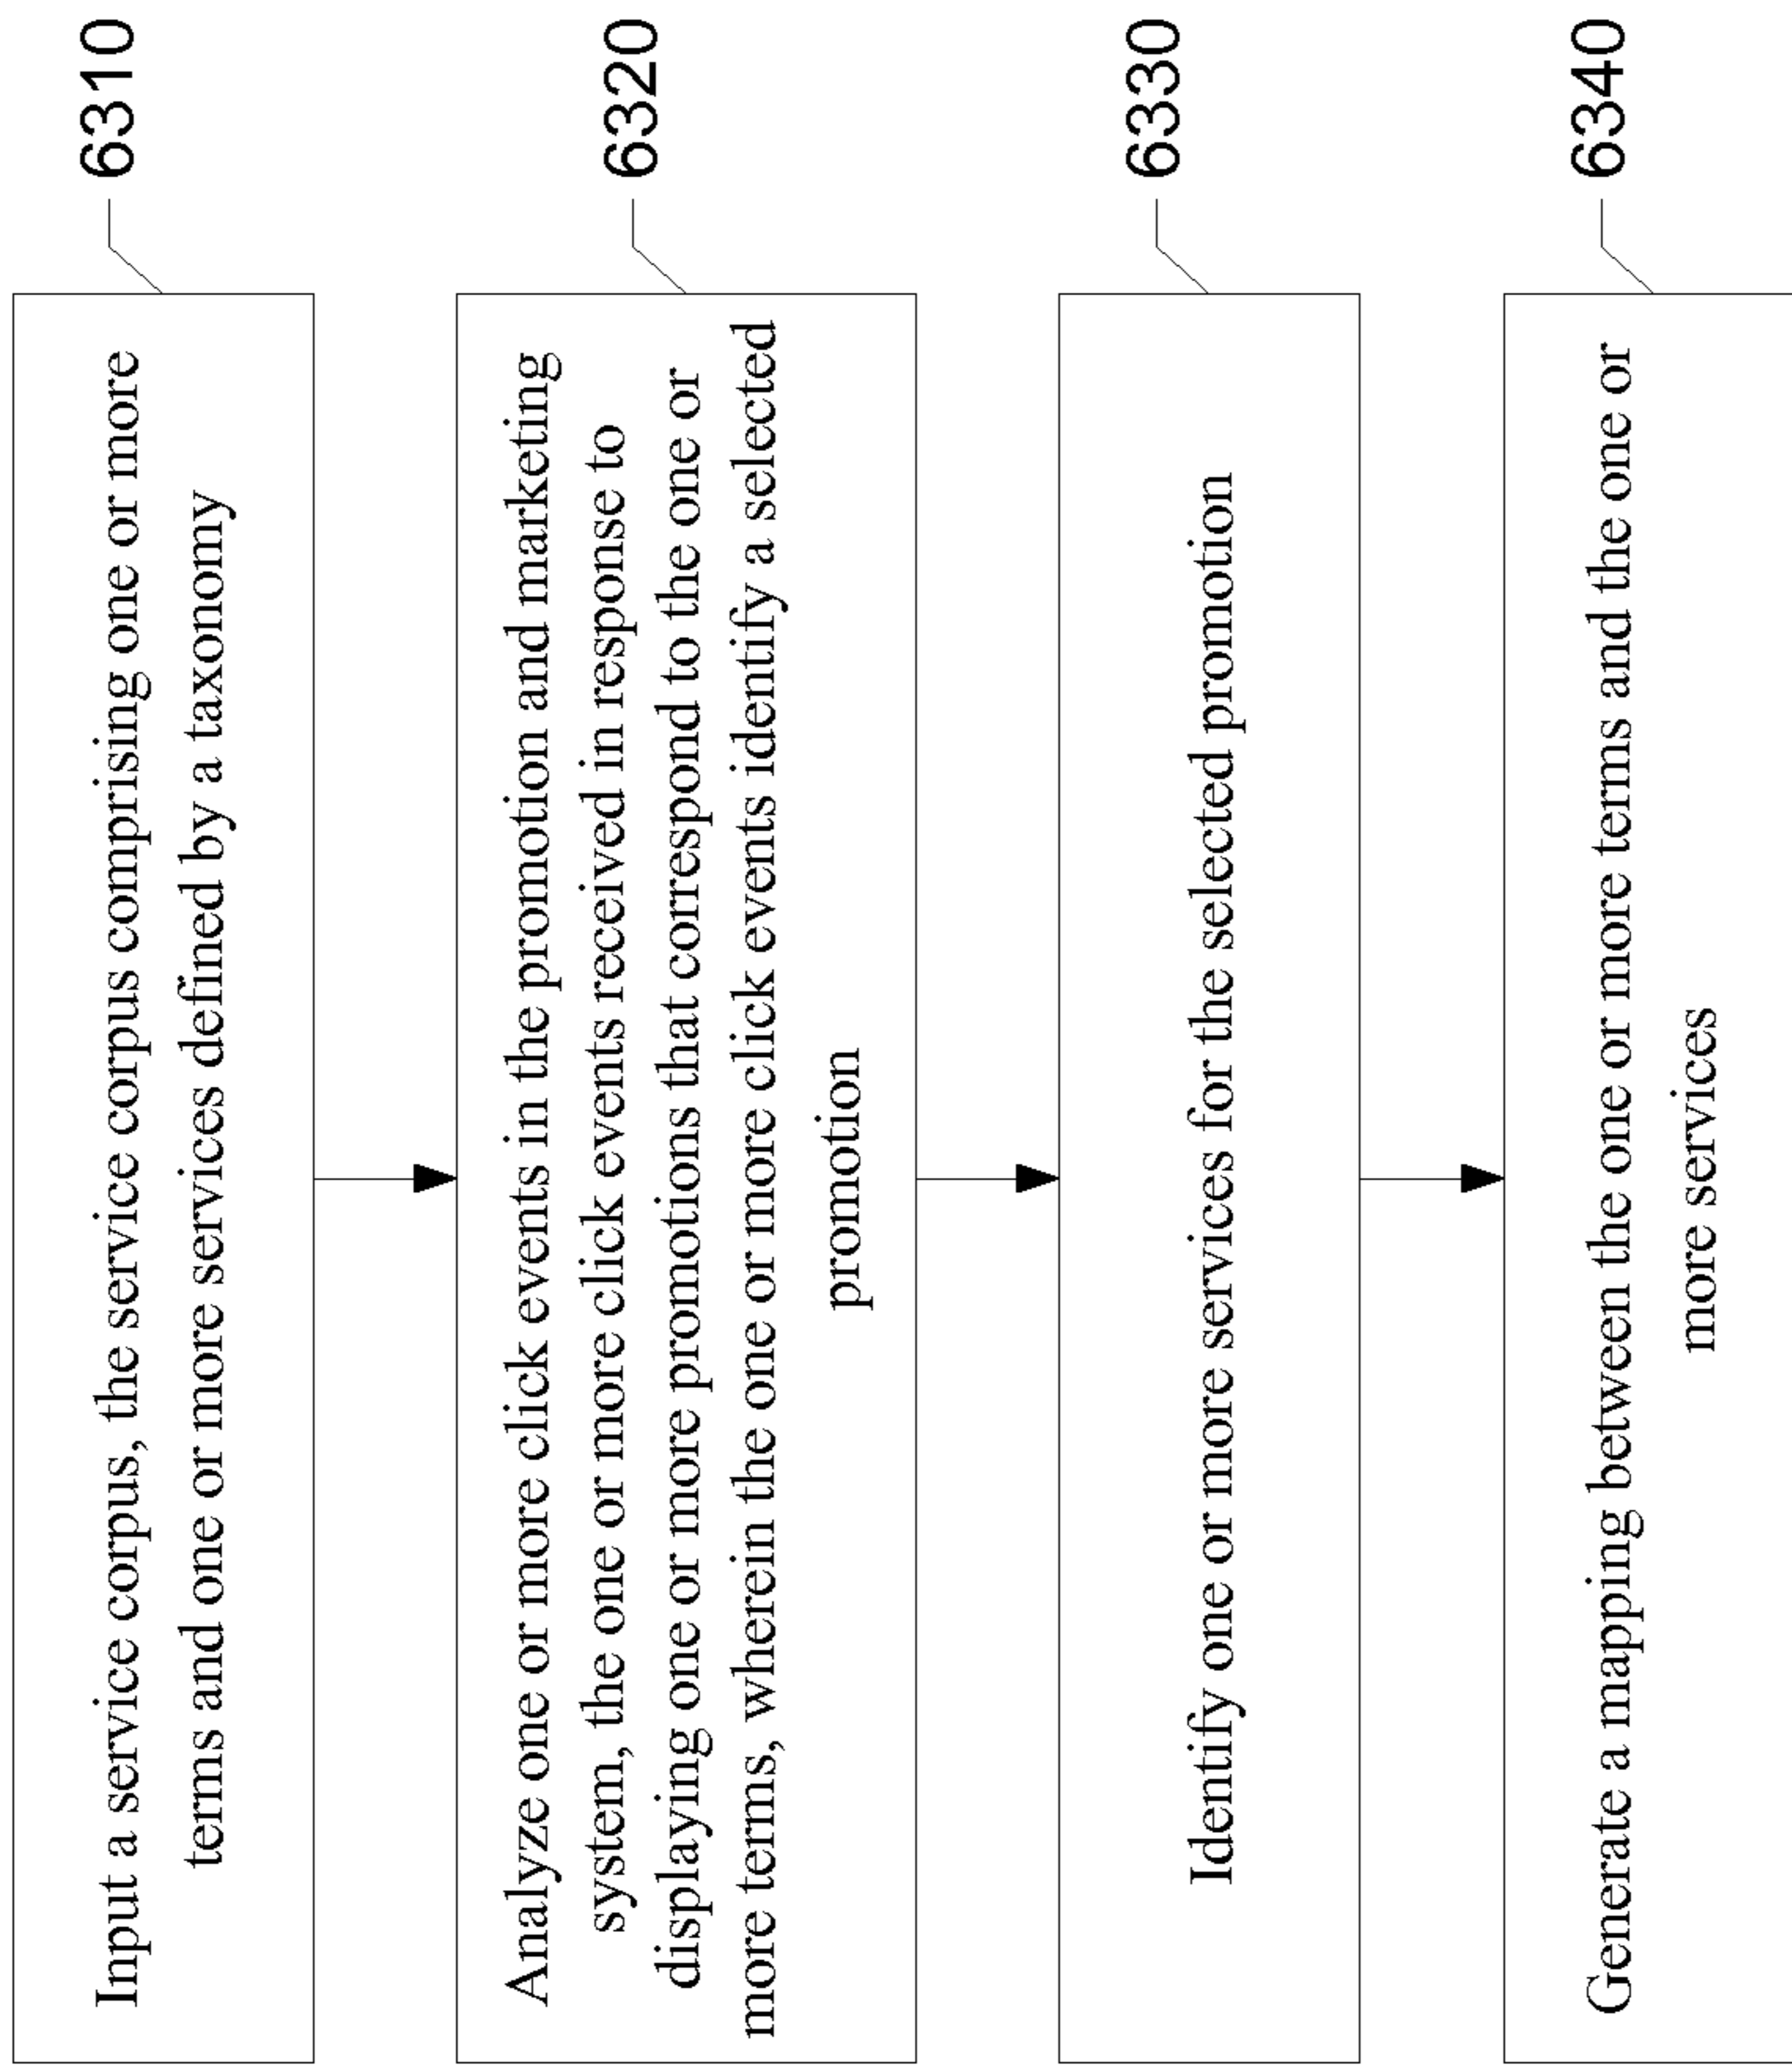 Input a service corpus, the service corpus comprising one or more
terms and one or more services defined by a taxonomy
6310
Analyze one or more click events in the promotion and marketing
system, the one or more click events received in response to
displaying one or more promotions that correspond to the one or
more terms, wherein the one or more click events identify a selected
promotion
6320
Identify one or more services for the selected promotion
6330
Generate a mapping between the one or more terms and the one or
more services
6340